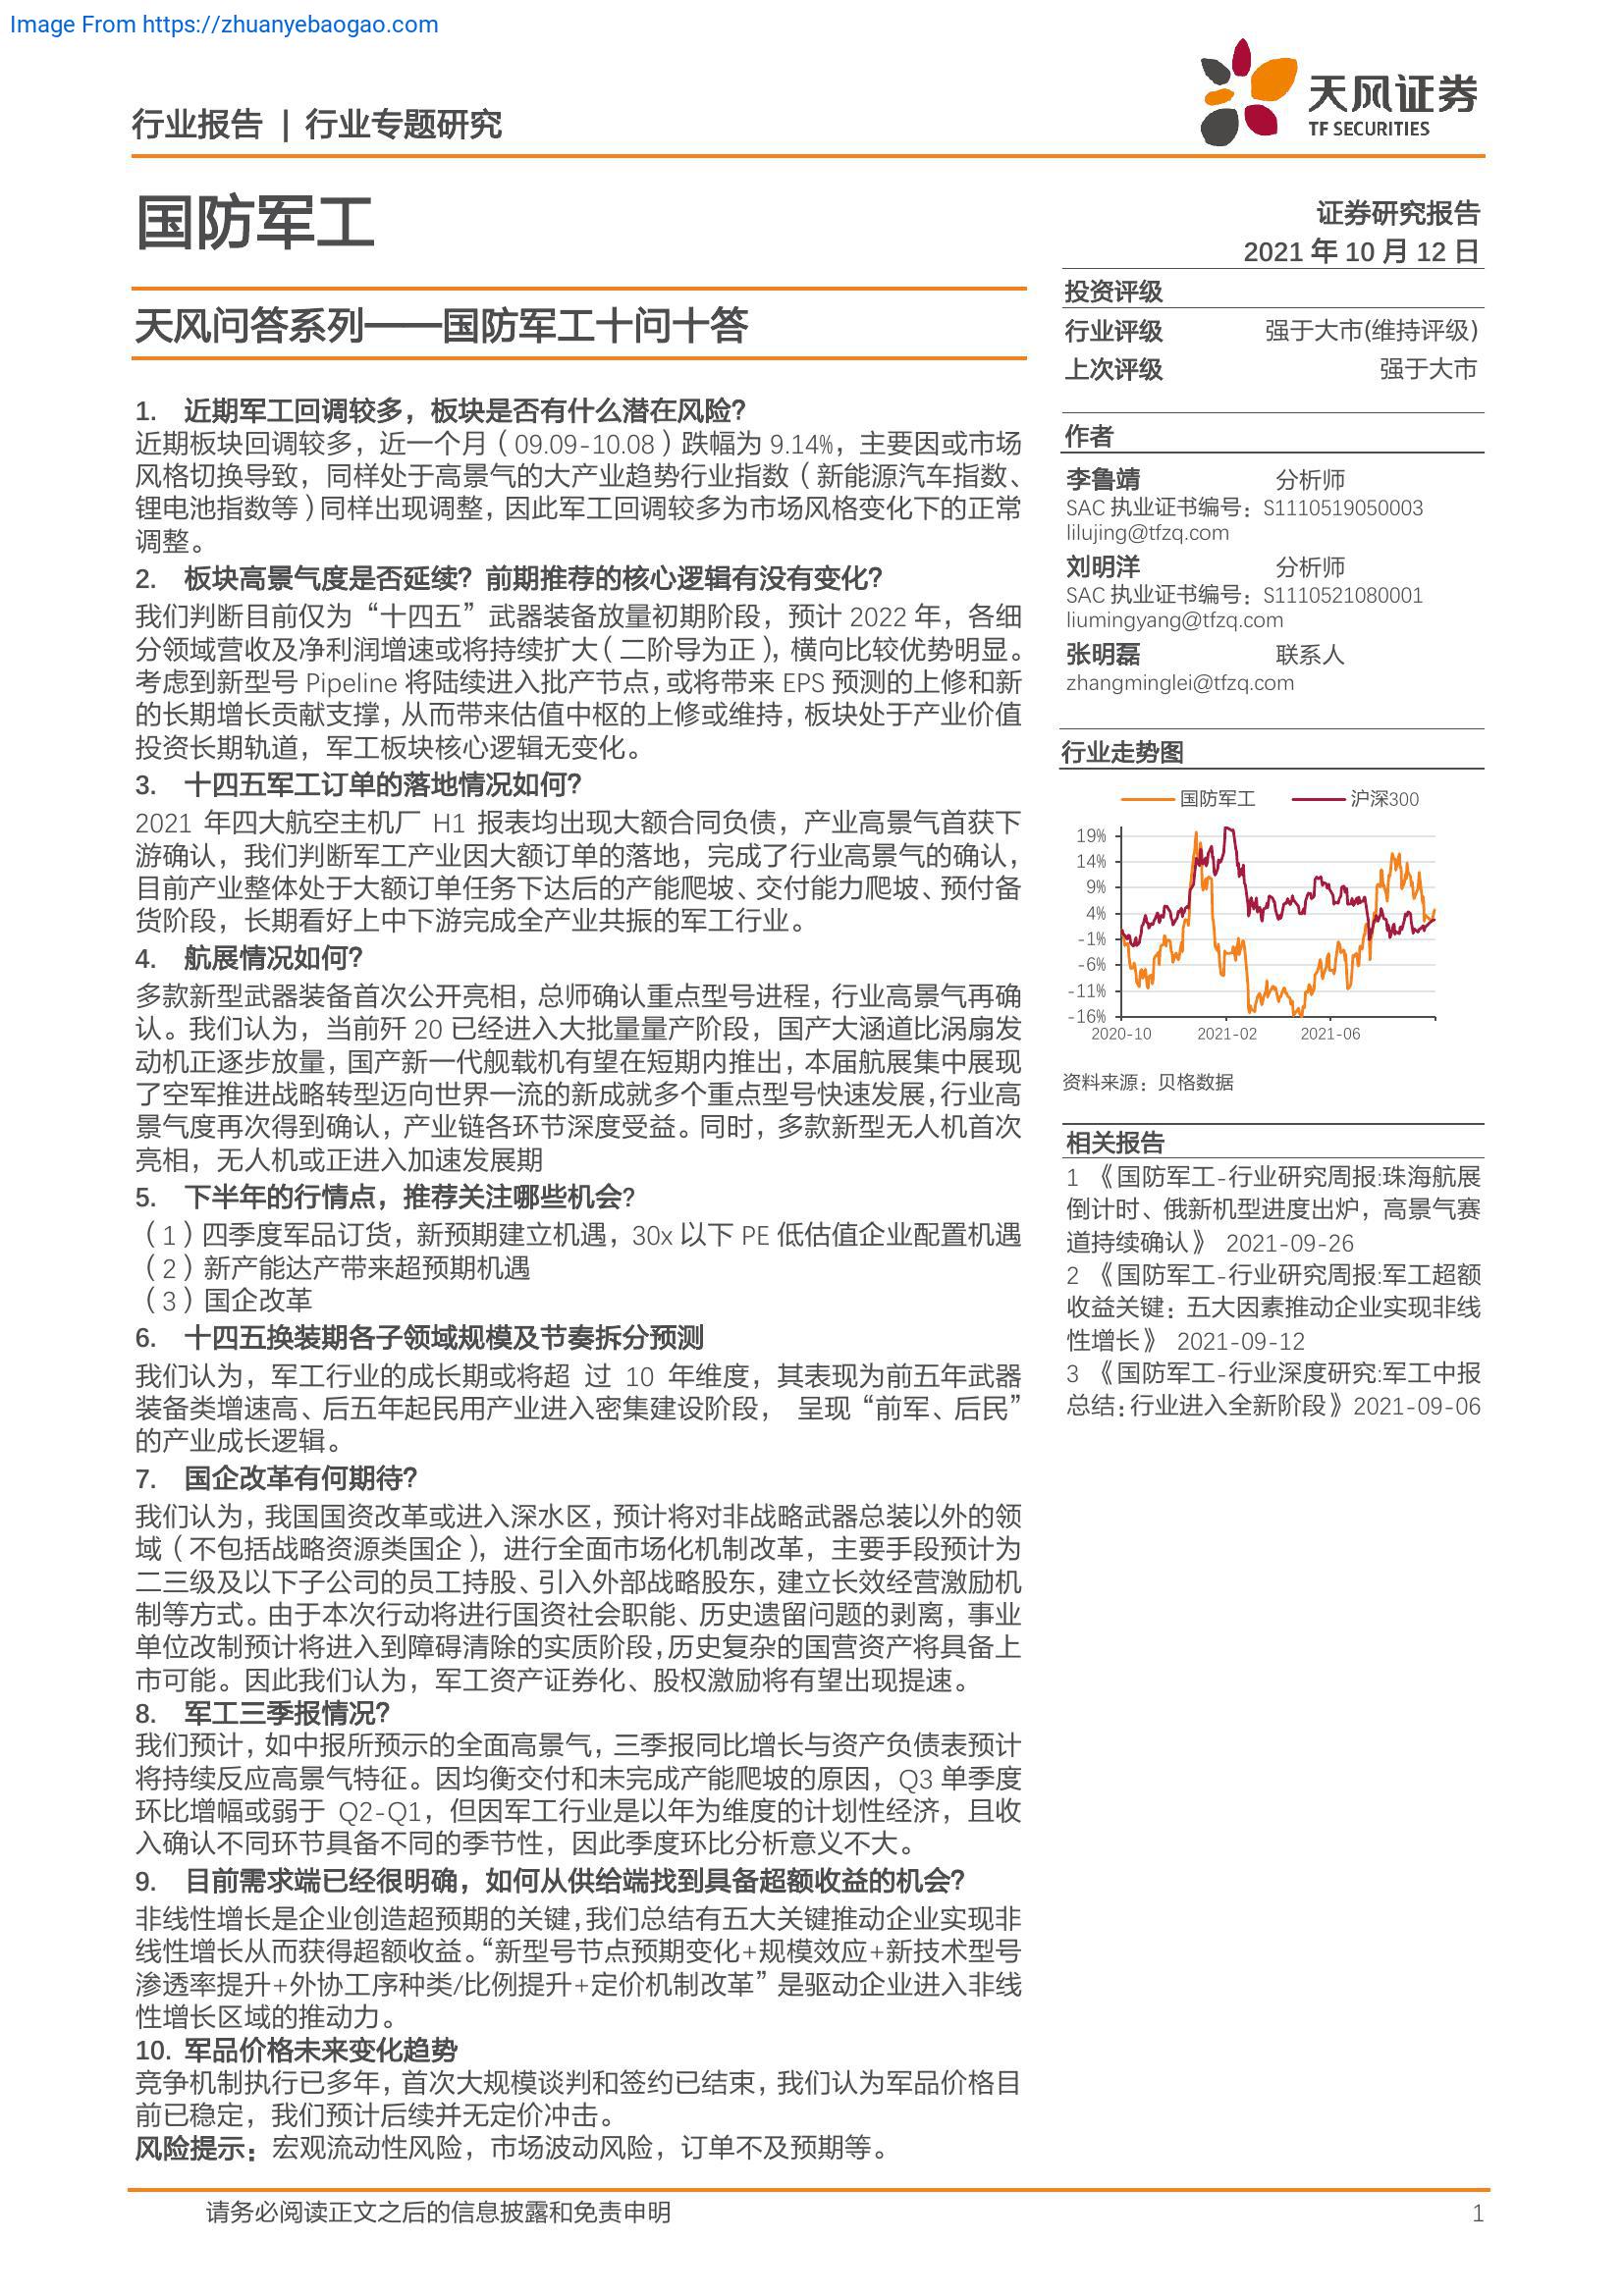 Image From https://zhuanyebaogao.com
行业报告 | 行业专题研究
天风证券
TF SECURITIES
国防军工
天风问答系列——国防军工十问十答
1. 近期军工回调较多，板块是否有什么潜在风险？
近期板块回调较多，近一个月（09.09-10.08）跌幅为 9.14%，主要因或市场
风格切换导致，同样处于高景气的大产业趋势行业指数（新能源汽车指数、
锂电池指数等）同样出现调整，因此军工回调较多为市场风格变化下的正常
调整。
2. 板块高景气度是否延续？前期推荐的核心逻辑有没有变化？
我们判断目前仅为“十四五”武器装备放量初期阶段，预计 2022 年，各细
分领域营收及净利润增速或将持续扩大（二阶导为正），横向比较优势明显。
考虑到新型号 Pipeline 将陆续进入批产节点，或将带来 EPS 预测的上修和新
的长期增长贡献支撑，从而带来估值中枢的上修或维持，板块处于产业价值
投资长期轨道，军工板块核心逻辑无变化。
3. 十四五军工订单的落地情况如何？
2021 年四大航空主机厂 H1 报表均出现大额合同负债，产业高景气首获下
游确认，我们判断军工产业因大额订单的落地，完成了行业高景气的确认，
目前产业整体处于大额订单任务下达后的产能爬坡、交付能力爬坡、预付备
货阶段，长期看好上中下游完成全产业共振的军工行业。
4. 航展情况如何？
多款新型武器装备首次公开亮相，总师确认重点型号进程，行业高景气再确
认。我们认为，当前歼 20 已经进入大批量量产阶段，国产大涵道比涡扇发
动机正逐步放量，国产新一代舰载机有望在短期内推出，本届航展集中展现
了空军推进战略转型迈向世界一流的新成就多个重点型号快速发展，行业高
景气度再次得到确认，产业链各环节深度受益。同时，多款新型无人机首次
亮相，无人机或正进入加速发展期
5. 下半年的行情点，推荐关注哪些机会？
（1）四季度军品订货，新预期建立机遇，30x 以下 PE 低估值企业配置机遇
（2）新产能达产带来超预期机遇
（3）国企改革
6. 十四五换装期各子领域规模及节奏拆分预测
我们认为，军工行业的成长期或将超 过 10 年维度，其表现为前五年武器
装备类增速高、后五年起民用产业进入密集建设阶段， 呈现“前军、后民”
的产业成长逻辑。
7. 国企改革有何期待？
我们认为，我国国资改革或进入深水区，预计将对非战略武器总装以外的领
域（不包括战略资源类国企），进行全面市场化机制改革，主要手段预计为
二三级及以下子公司的员工持股、引入外部战略股东，建立长效经营激励机
制等方式。由于本次行动将进行国资社会职能、历史遗留问题的剥离，事业
单位改制预计将进入到障碍清除的实质阶段，历史复杂的国营资产将具备上
市可能。因此我们认为，军工资产证券化、股权激励将有望出现提速。
8. 军工三季报情况？
我们预计，如中报所预示的全面高景气，三季报同比增长与资产负债表预计
将持续反应高景气特征。因均衡交付和未完成产能爬坡的原因，Q3 单季度
环比增幅或弱于 Q2-Q1，但因军工行业是以年为维度的计划性经济，且收
入确认不同环节具备不同的季节性，因此季度环比分析意义不大。
9. 目前需求端已经很明确，如何从供给端找到具备超额收益的机会？
非线性增长是企业创造超预期的关键，我们总结有五大关键推动企业实现非
线性增长从而获得超额收益。“新型号节点预期变化+规模效应+新技术型号
渗透率提升+外协工序种类/比例提升+定价机制改革”是驱动企业进入非线
性增长区域的推动力。
10. 军品价格未来变化趋势
竞争机制执行已多年，首次大规模谈判和签约已结束，我们认为军品价格目
前已稳定，我们预计后续并无定价冲击。
风险提示：宏观流动性风险，市场波动风险，订单不及预期等。
证券研究报告
2021 年 10 月 12 日
投资评级
行业评级 强于大市(维持评级)
上次评级 强于大市
作者
李鲁靖 分析师
SAC 执业证书编号：S1110519050003
lilujing@tfzq.com
刘明洋 分析师
SAC 执业证书编号：S1110521080001
liumingyang@tfzq.com
张明磊 联系人
zhangminglei@tfzq.com
行业走势图
国防军工 沪深300
19%
14%
9%
4%
-1%
-6%
-11%
-16%
2020-10 2021-02 2021-06
资料来源：贝格数据
相关报告
1 《国防军工-行业研究周报:珠海航展
倒计时、俄新机型进度出炉，高景气赛
道持续确认》 2021-09-26
2 《国防军工-行业研究周报:军工超额
收益关键：五大因素推动企业实现非线
性增长》 2021-09-12
3 《国防军工-行业深度研究:军工中报
总结:行业进入全新阶段》2021-09-06
请务必阅读正文之后的信息披露和免责申明 1